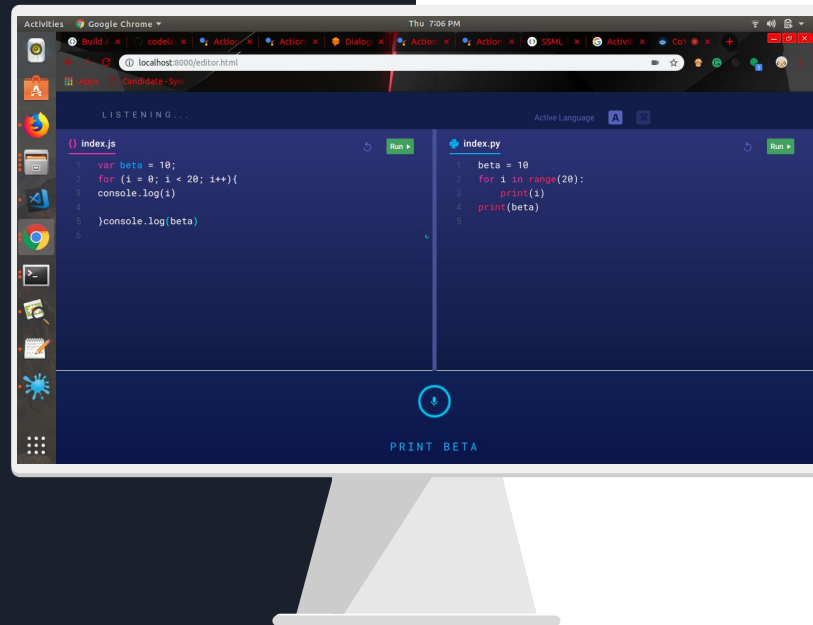 Activities Google Chrome Thu 7:06 PM
Build A codela Action Action Dialog Action Action SSML Activit CoV
localhost:8000/editor.html
Apps Candidate-Sys
LISTENING...
Active Language A
{} index.js
Run
1 var beta = 10;
2 for (i = 0; i < 20; i++){
3 console.log(i)
4
5 }console.log(beta)
6
index.py
Run
1 beta = 10
2 for i in range(20):
3 print(i)
4 print(beta)
5
PRINT BETA